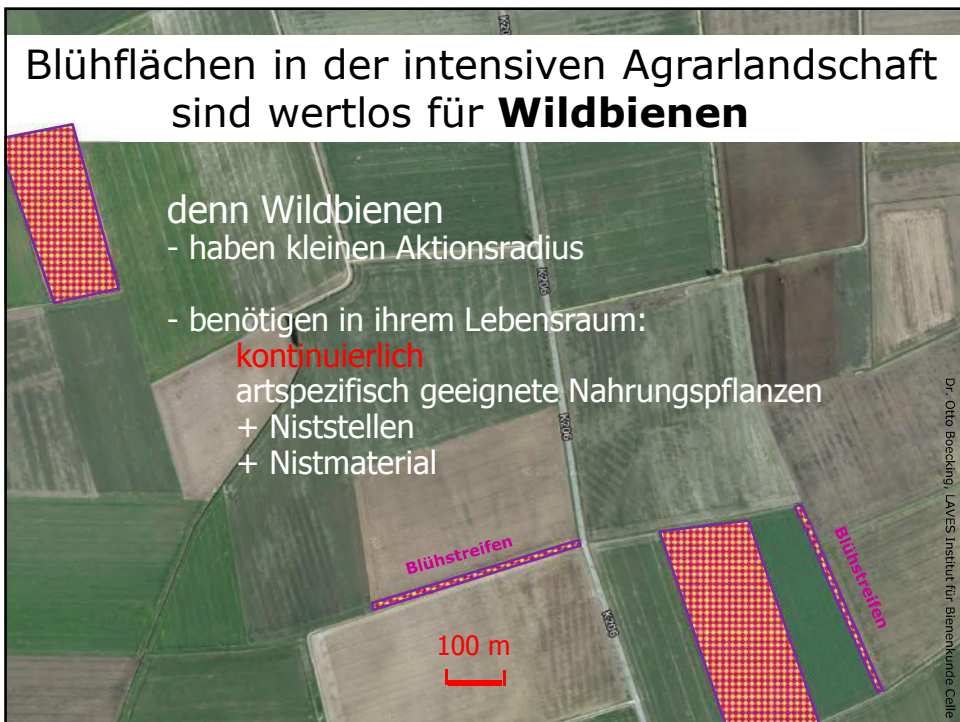 K206
Blühflächen in der intensiven Agrarlandschaft
sind wertlos für Wildbienen
denn Wildbienen
- haben kleinen Aktionsradius
K206
- benötigen in ihrem Lebensraum:
kontinuierlich
artspezifisch geeignete Nahrungspflanzen
+ Niststellen
K206
+ Nistmaterial
Blühstreifen
Blühstreifen
K206
100 m
Dr. Otto Boecking, LAVES Institut für Bienenkunde Celle